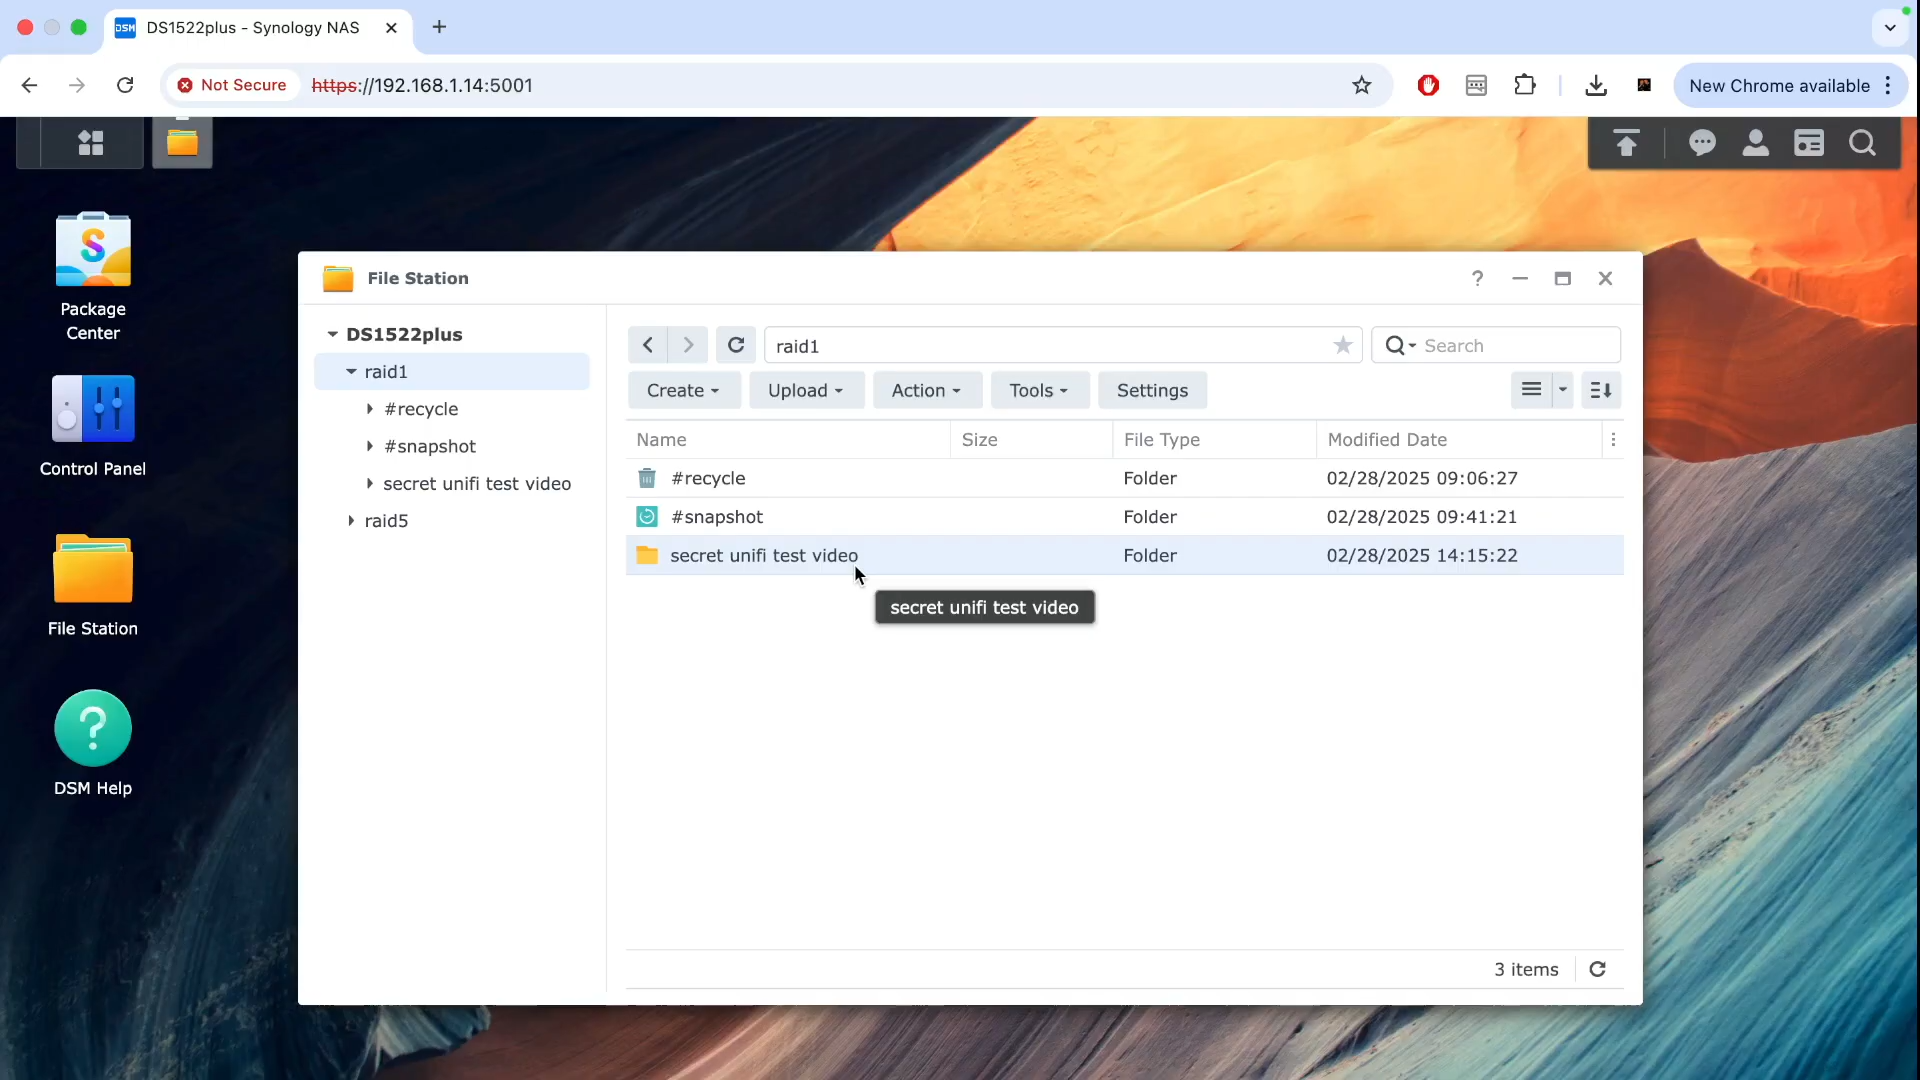 DSM DS1522plus - Synology NAS
Not Secure https://192.168.1.14:5001
New Chrome available
Package
Center
Control Panel
File Station
DSM Help
File Station
DS1522plus
raid1
#recycle
#snapshot
secret unifi test video
raid5
raid1
Search
Create Upload Action Tools Settings
Name Size File Type Modified Date
#recycle Folder 02/28/2025 09:06:27
#snapshot Folder 02/28/2025 09:41:21
secret unifi test video Folder 02/28/2025 14:15:22
secret unifi test video
3 items